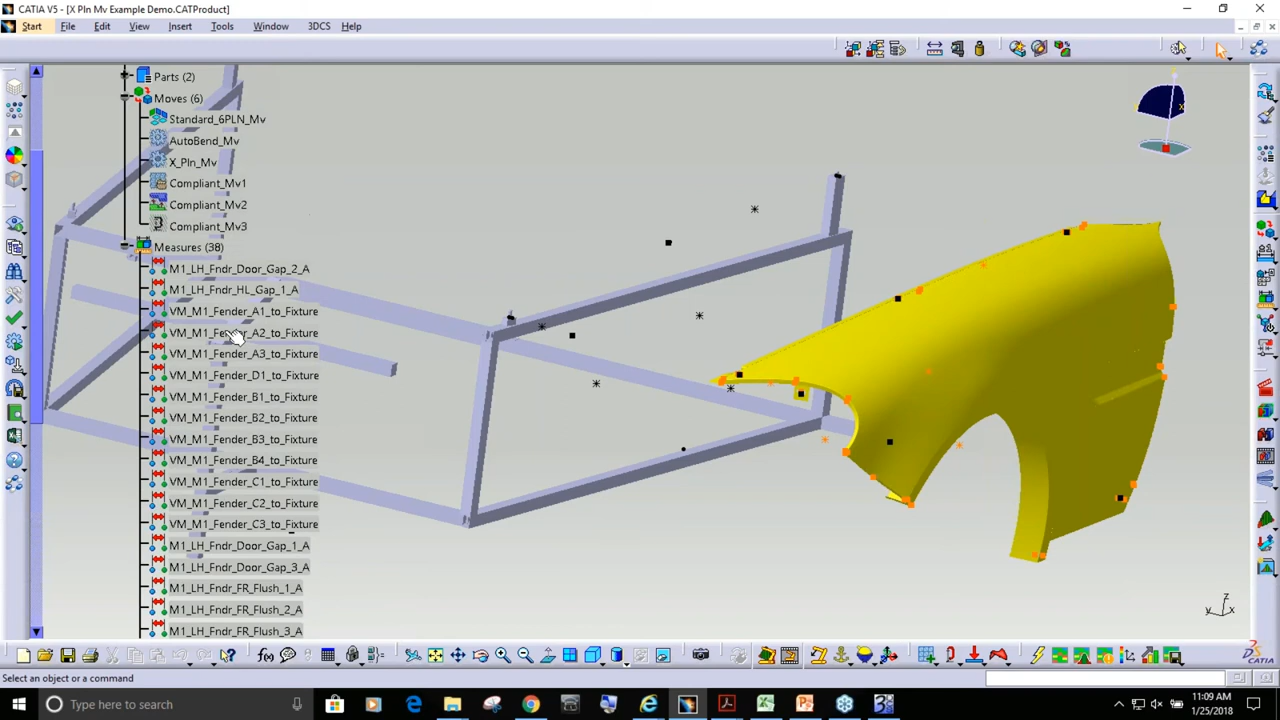 CATIA V5 - [X Pln Mv Example Demo.CATProduct]
Start File Edit View Insert Tools Window 3DCS Help
Parts (2)
Moves (6)
Standard_6PLN_Mv
AutoBend_Mv
X_Pln_Mv
Compliant_Mv1
Compliant_Mv2
Compliant_Mv3
Measures (38)
M1_LH_Fndr_Door_Gap_2_A
M1_LH_Fndr_HL_Gap_1_A
VM_M1_Fender_A1_to_Fixture
VM_M1_Fender_A2_to_Fixture
VM_M1_Fender_A3_to_Fixture
VM_M1_Fender_D1_to_Fixture
VM_M1_Fender_B1_to_Fixture
VM_M1_Fender_B2_to_Fixture
VM_M1_Fender_B3_to_Fixture
VM_M1_Fender_B4_to_Fixture
VM_M1_Fender_C1_to_Fixture
VM_M1_Fender_C2_to_Fixture
VM_M1_Fender_C3_to_Fixture
M1_LH_Fndr_Door_Gap_1_A
M1_LH_Fndr_Door_Gap_3_A
M1_LH_Fndr_FR_Flush_1_A
M1_LH_Fndr_FR_Flush_2_A
M1_LH_Fndr_FR_Flush_3_A
z
y x
f(x)
Select an object or a command
Type here to search
11:09 AM
1/25/2018